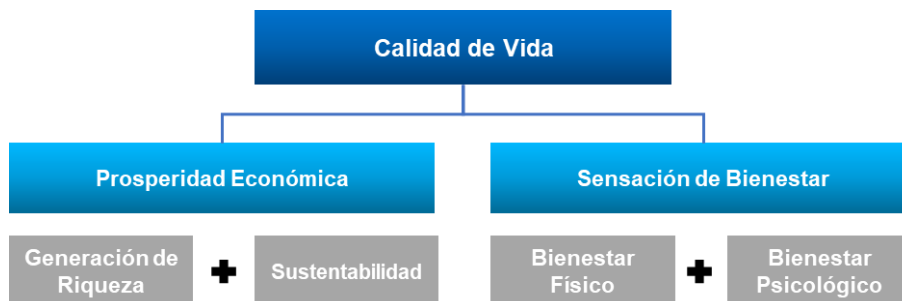 Calidad de Vida
Prosperidad Económica
Sensación de Bienestar
Generación de
Riqueza
Sustentabilidad
Bienestar
Físico
Bienestar
Psicológico